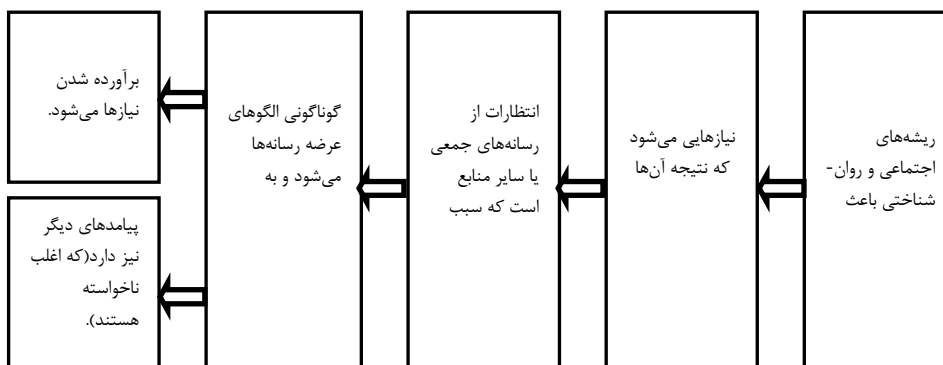 ریشه‌های
اجتماعی و روان-
شناختی باعث
نیازهایی می‌شود
که نتیجه آن‌ها
انتظارات از
رسانه‌های جمعی
یا سایر منابع
است که سبب
گوناگونی الگوهای
عرضه رسانه‌ها
می‌شود و به
برآورده شدن
نیازها می‌شود.
پیامدهای دیگر
نیز دارد(که اغلب
ناخواسته
هستند).